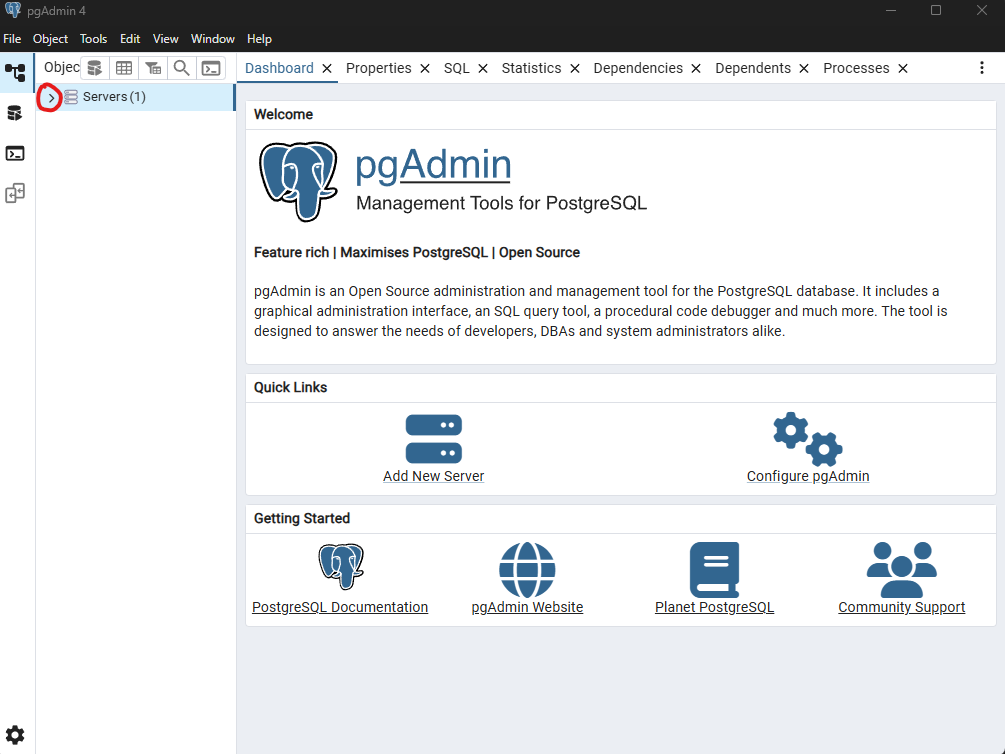 pgAdmin 4
File Object Tools Edit View Window Help
Objec
Dashboard Properties SQL Statistics Dependencies Dependents Processes
Servers (1)
Welcome
pgAdmin
Management Tools for PostgreSQL
Feature rich | Maximises PostgreSQL | Open Source
pgAdmin is an Open Source administration and management tool for the PostgreSQL database. It includes a
graphical administration interface, an SQL query tool, a procedural code debugger and much more. The tool is
designed to answer the needs of developers, DBAs and system administrators alike.
Quick Links
Add New Server
Configure pgAdmin
Getting Started
PostgreSQL Documentation
pgAdmin Website
Planet PostgreSQL
Community Support